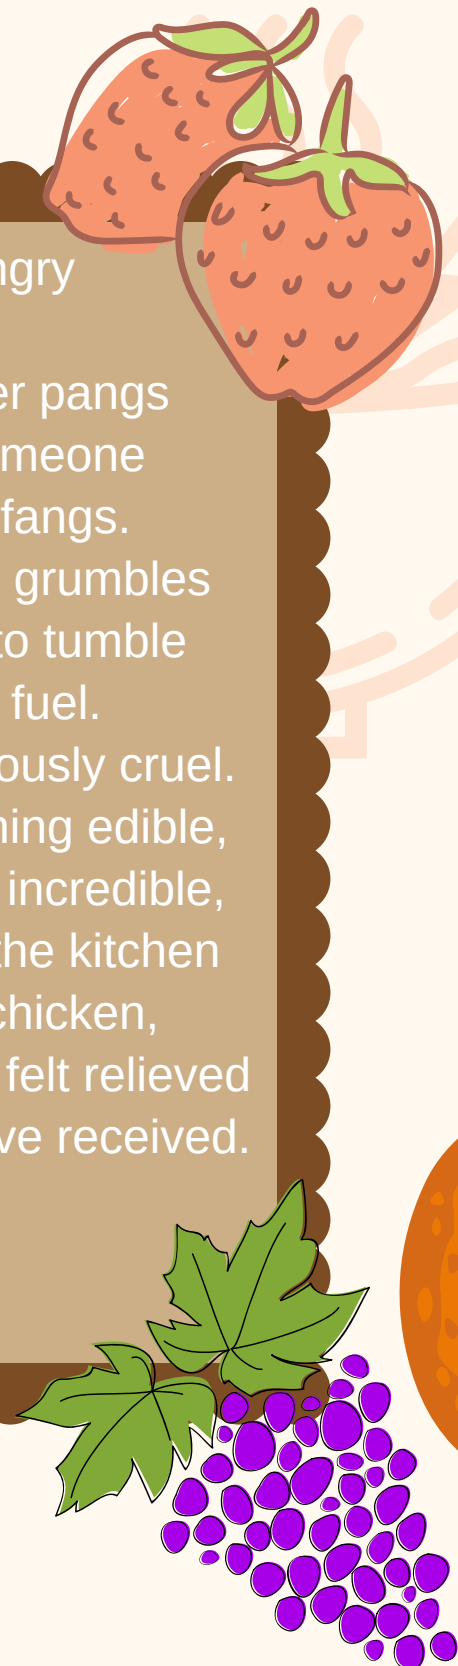 ngry
er pangs
meone
fangs.
grumbles
to tumble
fuel.
ously cruel.
ning edible,
incredible,
the kitchen
chicken,
felt relieved
ve received.